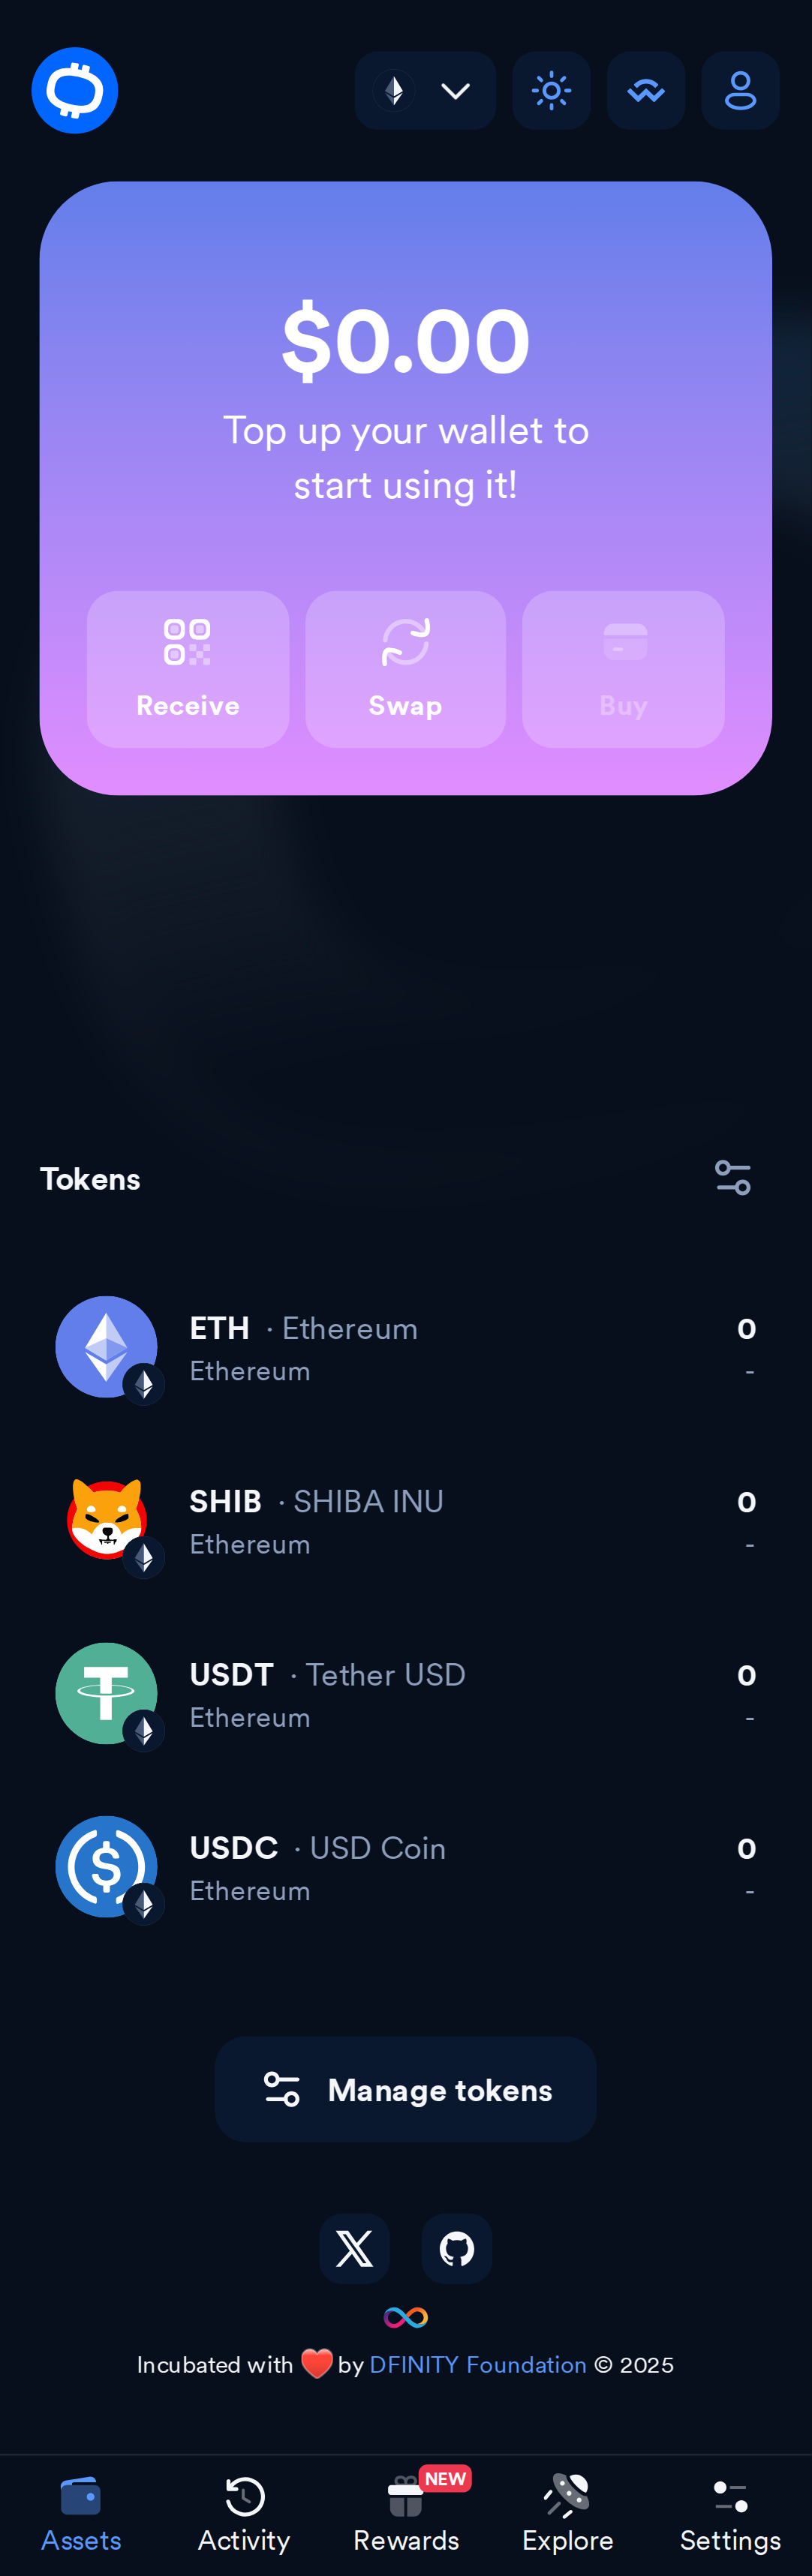 $0.00
Top up your wallet to
start using it!
Receive
Swap
Buy
Tokens
ETH · Ethereum
0
Ethereum
-
SHIB · SHIBA INU
0
Ethereum
-
USDT · Tether USD
0
Ethereum
-
USDC · USD Coin
0
Ethereum
-
Manage tokens
Incubated with ❤️ by DFINITY Foundation © 2025
NEW
Assets
Activity
Rewards
Explore
Settings